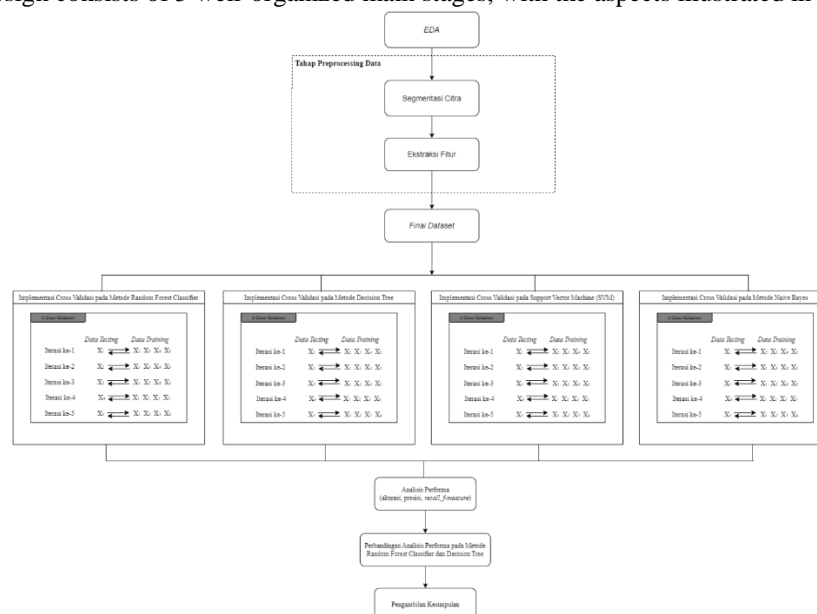 design consists of 5 well-organized main stages, with the aspects illustrated in
EDA
Tahap Preprocessing Data
Segmentasi Citra
Ekstraksi Fitur
Final Dataset
Implementasi Cross Validasi pada Metode Random Forest Classifier
Data Testing Data Training
Iterasi ke-1
Iterasi ke-2
Iterasi ke-3
Iterasi ke-4
Iterasi ke-5
Implementasi Cross Validasi pada Metode Decision Tree
Data Testing Data Training
Iterasi ke-1
Iterasi ke-2
Iterasi ke-3
Iterasi ke-4
Iterasi ke-5
Implementasi Cross Validasi pada Support Vector Machine (SVM)
Data Testing Data Training
Iterasi ke-1
Iterasi ke-2
Iterasi ke-3
Iterasi ke-4
Iterasi ke-5
Implementasi Cross Validasi pada Metode Naive Bayes
Data Testing Data Training
Iterasi ke-1
Iterasi ke-2
Iterasi ke-3
Iterasi ke-4
Iterasi ke-5
Analisis Performa
(akurasi, presisi, recall, f-measure)
Perbandingan Analisis Performa pada Metode
Random Forest Classifier dan Decision Tree
Pengambilan Kesimpulan